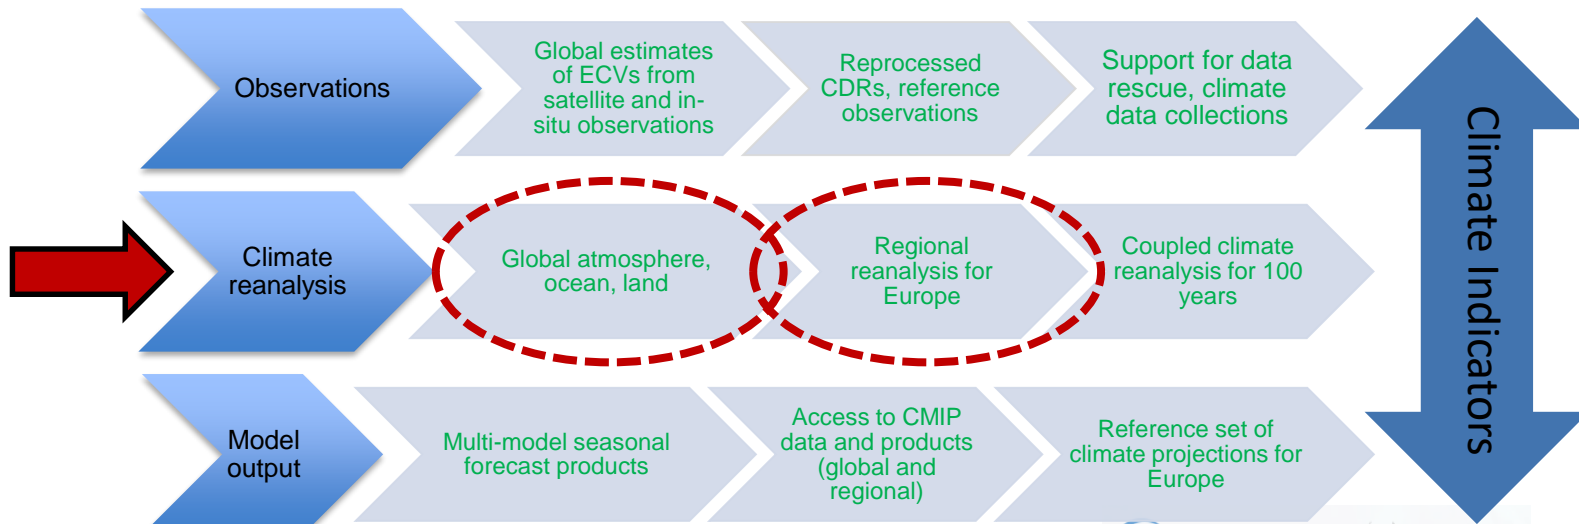 Observations
Global estimates
of ECVs from
satellite and in-
situ observations
Reprocessed
CDRs, reference
observations
Support for data
rescue, climate
data collections
Climate
reanalysis
Global atmosphere,
ocean, land
Regional
reanalysis for
Europe
Coupled climate
reanalysis for 100
years
Model
output
Multi-model seasonal
forecast products
Access to CMIP
data and products
(global and
regional)
Reference set of
climate projections for
Europe
Climate Indicators